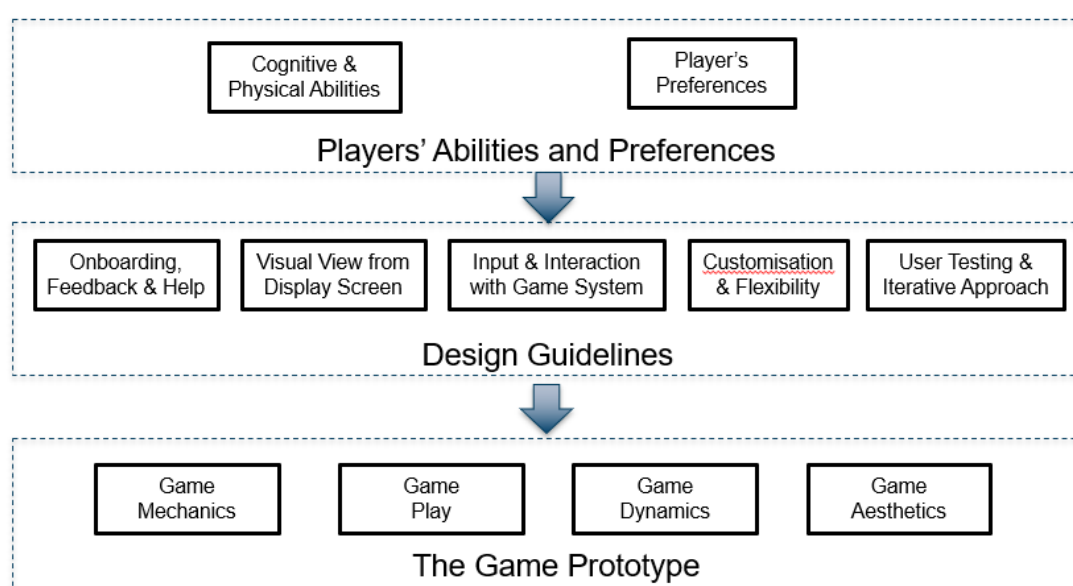 Cognitive &
Physical Abilities
Player's
Preferences
Players' Abilities and Preferences
Onboarding,
Feedback & Help
Visual View from
Display Screen
Input & Interaction
with Game System
Customisation
& Flexibility
User Testing &
Iterative Approach
Design Guidelines
Game
Mechanics
Game
Play
Game
Dynamics
Game
Aesthetics
The Game Prototype